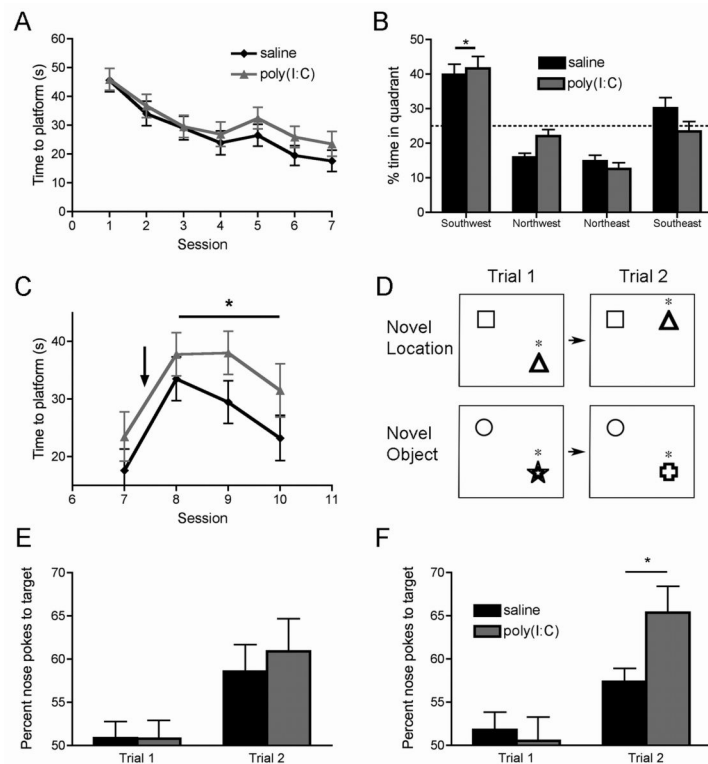 A
saline
poly(I:C)
Time to platform (s)
60
50
40
30
20
10
0
0 1 2 3 4 5 6 7
Session
B
*
saline
poly(I:C)
% time in quadrant
50
40
30
20
10
0
Southwest Northwest Northeast Southeast
C
*
Time to platform (s)
40
30
20
6 7 8 9 10 11
Session
D
Trial 1 Trial 2
Novel
Location
*
*
Novel
Object
*
*
E
Percent nose pokes to target
70
65
60
55
50
Trial 1 Trial 2
F
*
saline
poly(I:C)
Percent nose pokes to target
70
65
60
55
50
Trial 1 Trial 2